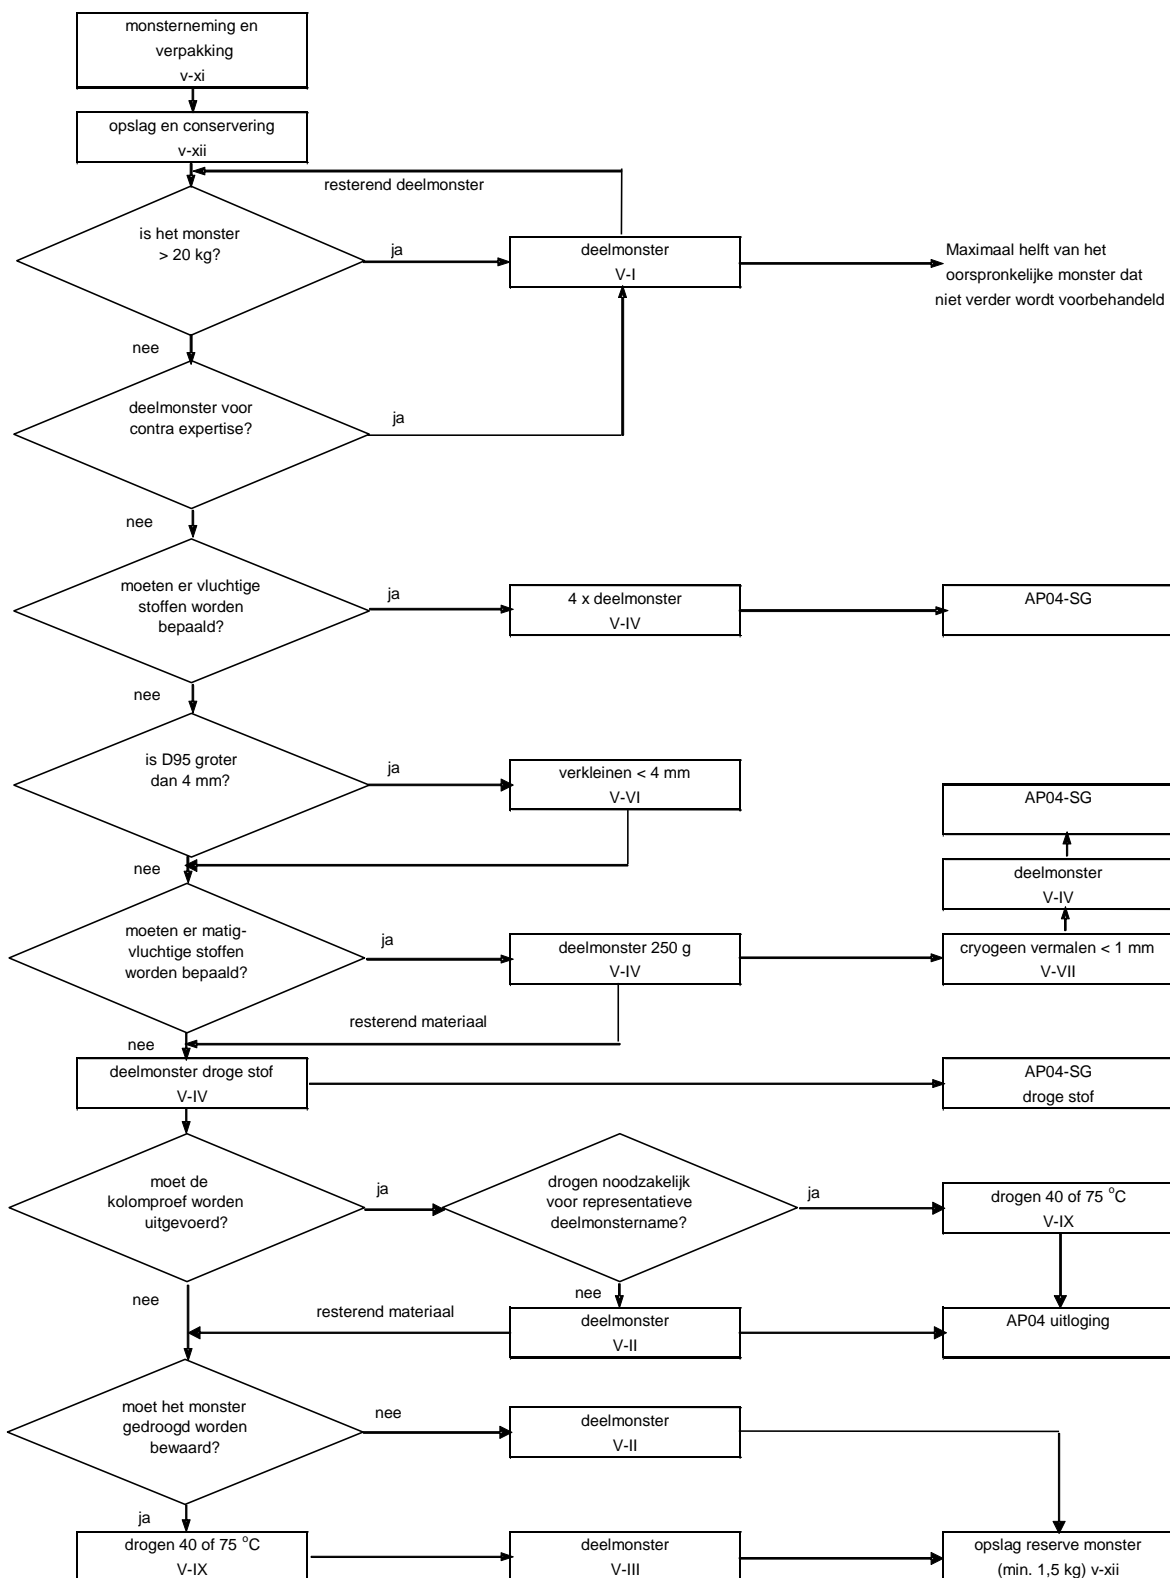 monsterneming en
verpakking
v-xi
opslag en conservering
v-xii
resterend deelmonster
is het monster
> 20 kg?
ja
deelmonster
V-I
Maximaal helft van het
oorspronkelijke monster dat
niet verder wordt voorbehandeld
nee
deelmonster voor
contra expertise?
ja
nee
moeten er vluchtige
stoffen worden
bepaald?
ja
4 x deelmonster
V-IV
AP04-SG
nee
is D95 groter
dan 4 mm?
ja
verkleinen < 4 mm
V-VI
AP04-SG
nee
deelmonster
V-IV
moeten er matig-
vluchtige stoffen
worden bepaald?
ja
deelmonster 250 g
V-IV
cryogeen vermalen < 1 mm
V-VII
resterend materiaal
nee
deelmonster droge stof
V-IV
AP04-SG
droge stof
moet de
kolomproef worden
uitgevoerd?
ja
drogen noodzakelijk
voor representatieve
deelmonstername?
ja
drogen 40 of 75 °C
V-IX
nee
nee
resterend materiaal
deelmonster
V-II
AP04 uitloging
moet het monster
gedroogd worden
bewaard?
nee
deelmonster
V-II
ja
drogen 40 of 75 °C
V-IX
deelmonster
V-III
opslag reserve monster
(min. 1,5 kg) v-xii